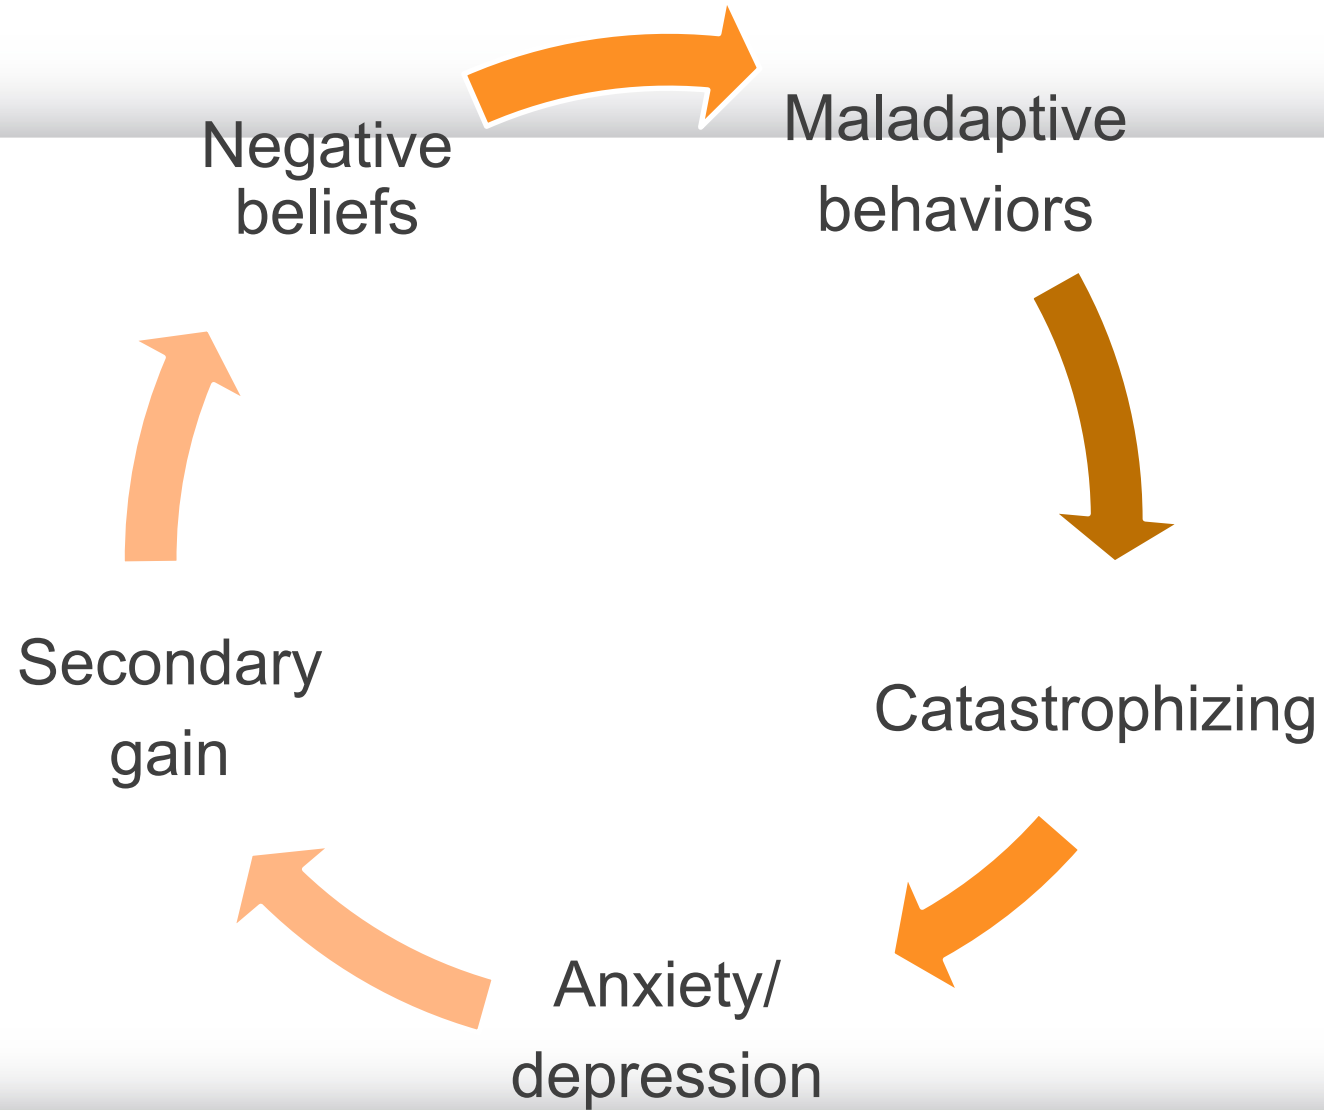 Negative
beliefs
Maladaptive
behaviors
Catastrophizing
Anxiety/
depression
Secondary
gain